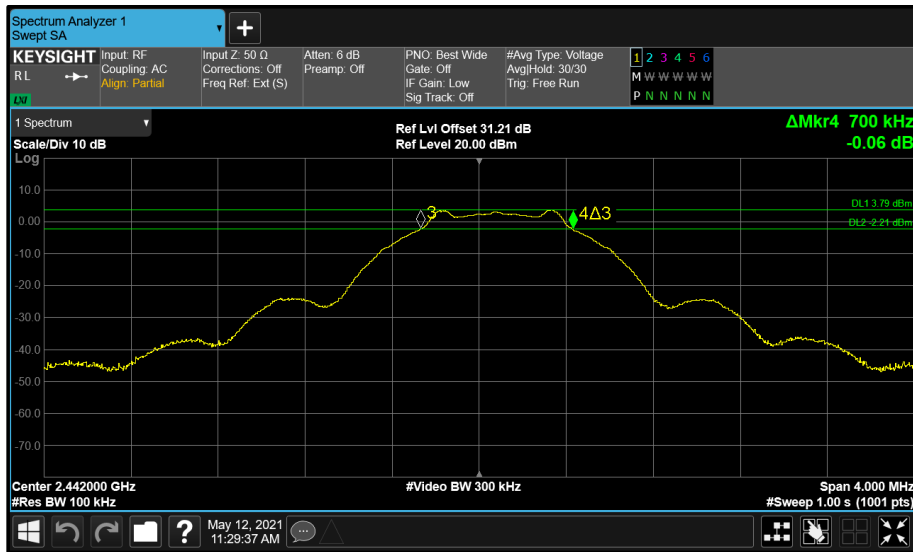 Spectrum Analyzer 1
Swept SA
KEYSIGHT
RL
LXI
Input: RF
Coupling: AC
Align: Partial
Input Z: 50 Ω
Corrections: Off
Freq Ref: Ext (S)
Atten: 6 dB
Preamp: Off
PNO: Best Wide
Gate: Off
IF Gain: Low
Sig Track: Off
#Avg Type: Voltage
Avg|Hold: 30/30
Trig: Free Run
1 2 3 4 5 6
M W W W W W
P N N N N N
1 Spectrum
Scale/Div 10 dB
Ref Lvl Offset 31.21 dB
Ref Level 20.00 dBm
ΔMkr4 700 kHz
-0.06 dB
Log
10.0
0.00
-10.0
-20.0
-30.0
-40.0
-50.0
-60.0
-70.0
3
4Δ3
DL1 3.79 dBm
DL2 -2.21 dBm
Center 2.442000 GHz
#Res BW 100 kHz
#Video BW 300 kHz
Span 4.000 MHz
#Sweep 1.00 s (1001 pts)
?
May 12, 2021
11:29:37 AM